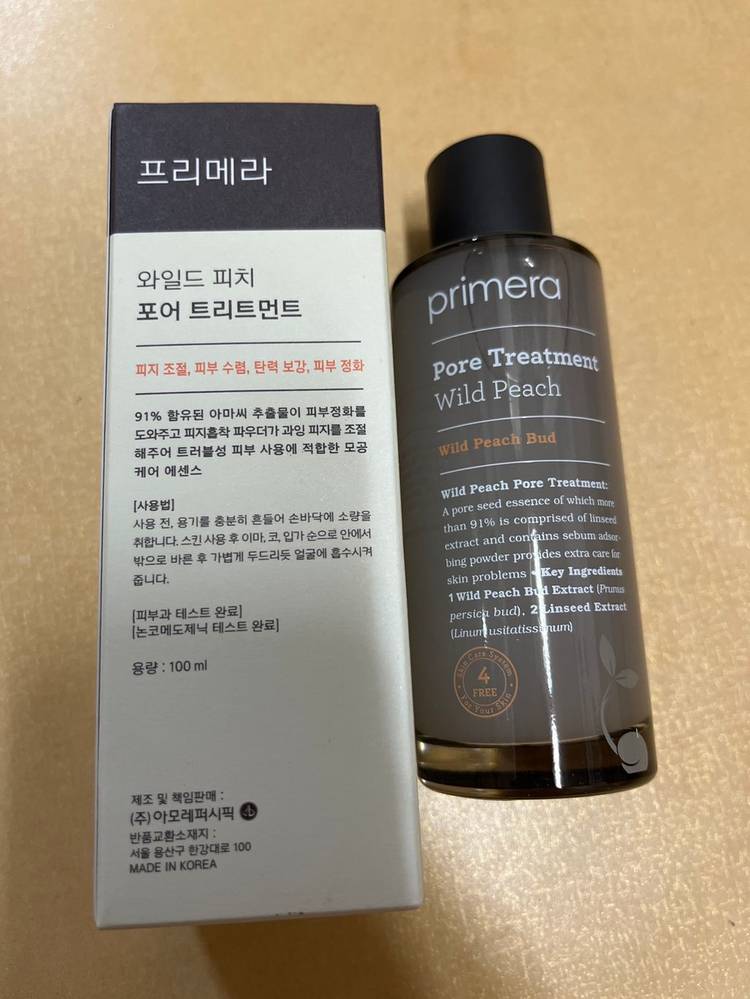 프리메라
와일드 피치
포어 트리트먼트
피지 조절, 피부 수렴, 탄력 보강, 피부 정화
91% 함유된 아마씨 추출물이 피부정화를
도와주고 피지흡착 파우더가 과잉 피지를 조절
해주어 트러블성 피부 사용에 적합한 모공
케어 에센스
[사용법]
사용 전, 용기를 충분히 흔들어 손바닥에 소량을
취합니다. 스킨 사용 후 이마, 코, 입가 순으로 안에서
밖으로 바른 후 가볍게 두드리듯 얼굴에 흡수시켜
줍니다.
[피부과 테스트 완료]
[논코메도제닉 테스트 완료]
용량 : 100 ml
제조 및 책임판매 :
(주)아모레퍼시픽
반품교환소재지 :
서울 용산구 한강대로 100
MADE IN KOREA
primera
Pore Treatment
Wild Peach
Wild Peach Bud
Wild Peach Pore Treatment:
A pore seed essence of which more
than 91% is comprised of linseed
extract and contains sebum adsor-
bing powder provides extra care for
skin problems • Key Ingredients
1 Wild Peach Bud Extract (Prunus
persica bud), 2 Linseed Extract
(Linum usitatissimum)
Skin Care System
4
FREE
For Your Skin